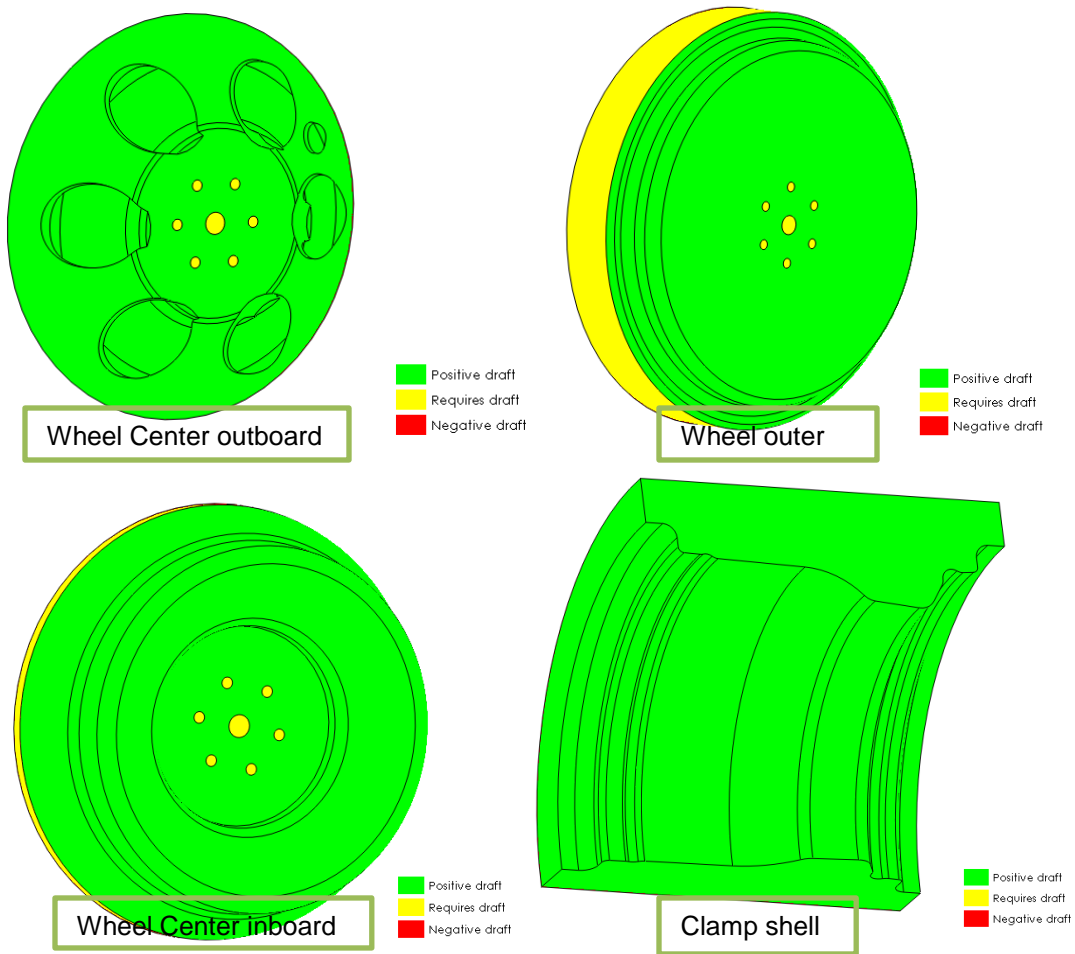 Positive draft
Requires draft
Negative draft
Wheel Center outboard
Positive draft
Requires draft
Negative draft
Wheel outer
Positive draft
Requires draft
Negative draft
Wheel Center inboard
Positive draft
Requires draft
Negative draft
Clamp shell